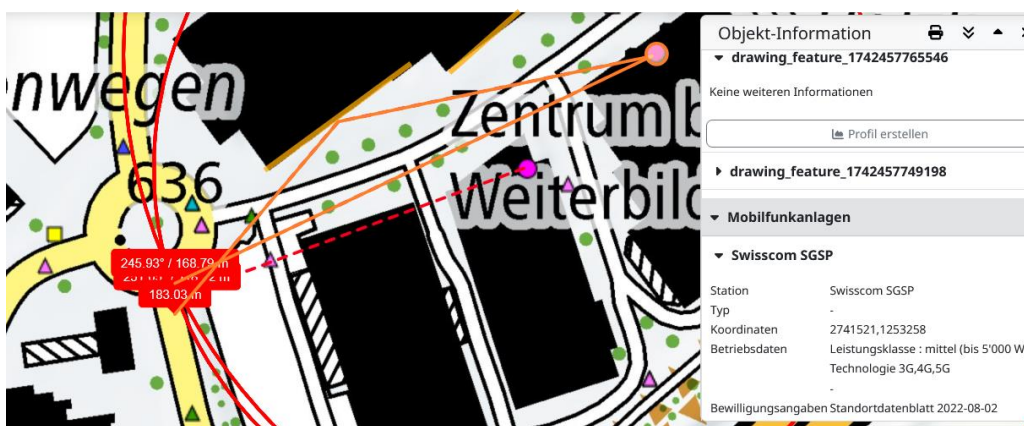 nwegen
636
Zentrum b
Weiterbild
245.93° / 168.79 m
183.03 m
Objekt-Information
drawing_feature_1742457765546
Keine weiteren Informationen
Profil erstellen
drawing_feature_1742457749198
Mobilfunkanlagen
Swisscom SGSP
Station Swisscom SGSP
Typ -
Koordinaten 2741521,1253258
Betriebsdaten Leistungsklasse : mittel (bis 5'000 W
Technologie 3G,4G,5G
-
Bewilligungsangaben Standortdatenblatt 2022-08-02